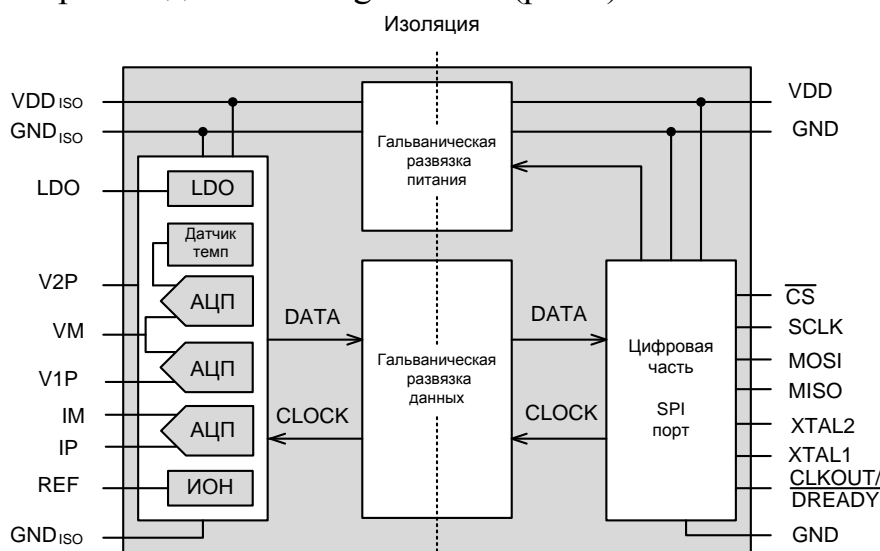 Изоляция
VDD ISO
GND ISO
LDO
V2P
VM
V1P
IM
IP
REF
GND ISO
LDO
Датчик
темп
АЦП
АЦП
АЦП
ИОН
Гальваническая
развязка
питания
DATA
CLOCK
Гальваническая
развязка
данных
DATA
CLOCK
Цифровая
часть
SPI
порт
VDD
GND
CS
SCLK
MOSI
MISO
XTAL2
XTAL1
CLKOUT/
DREADY
GND